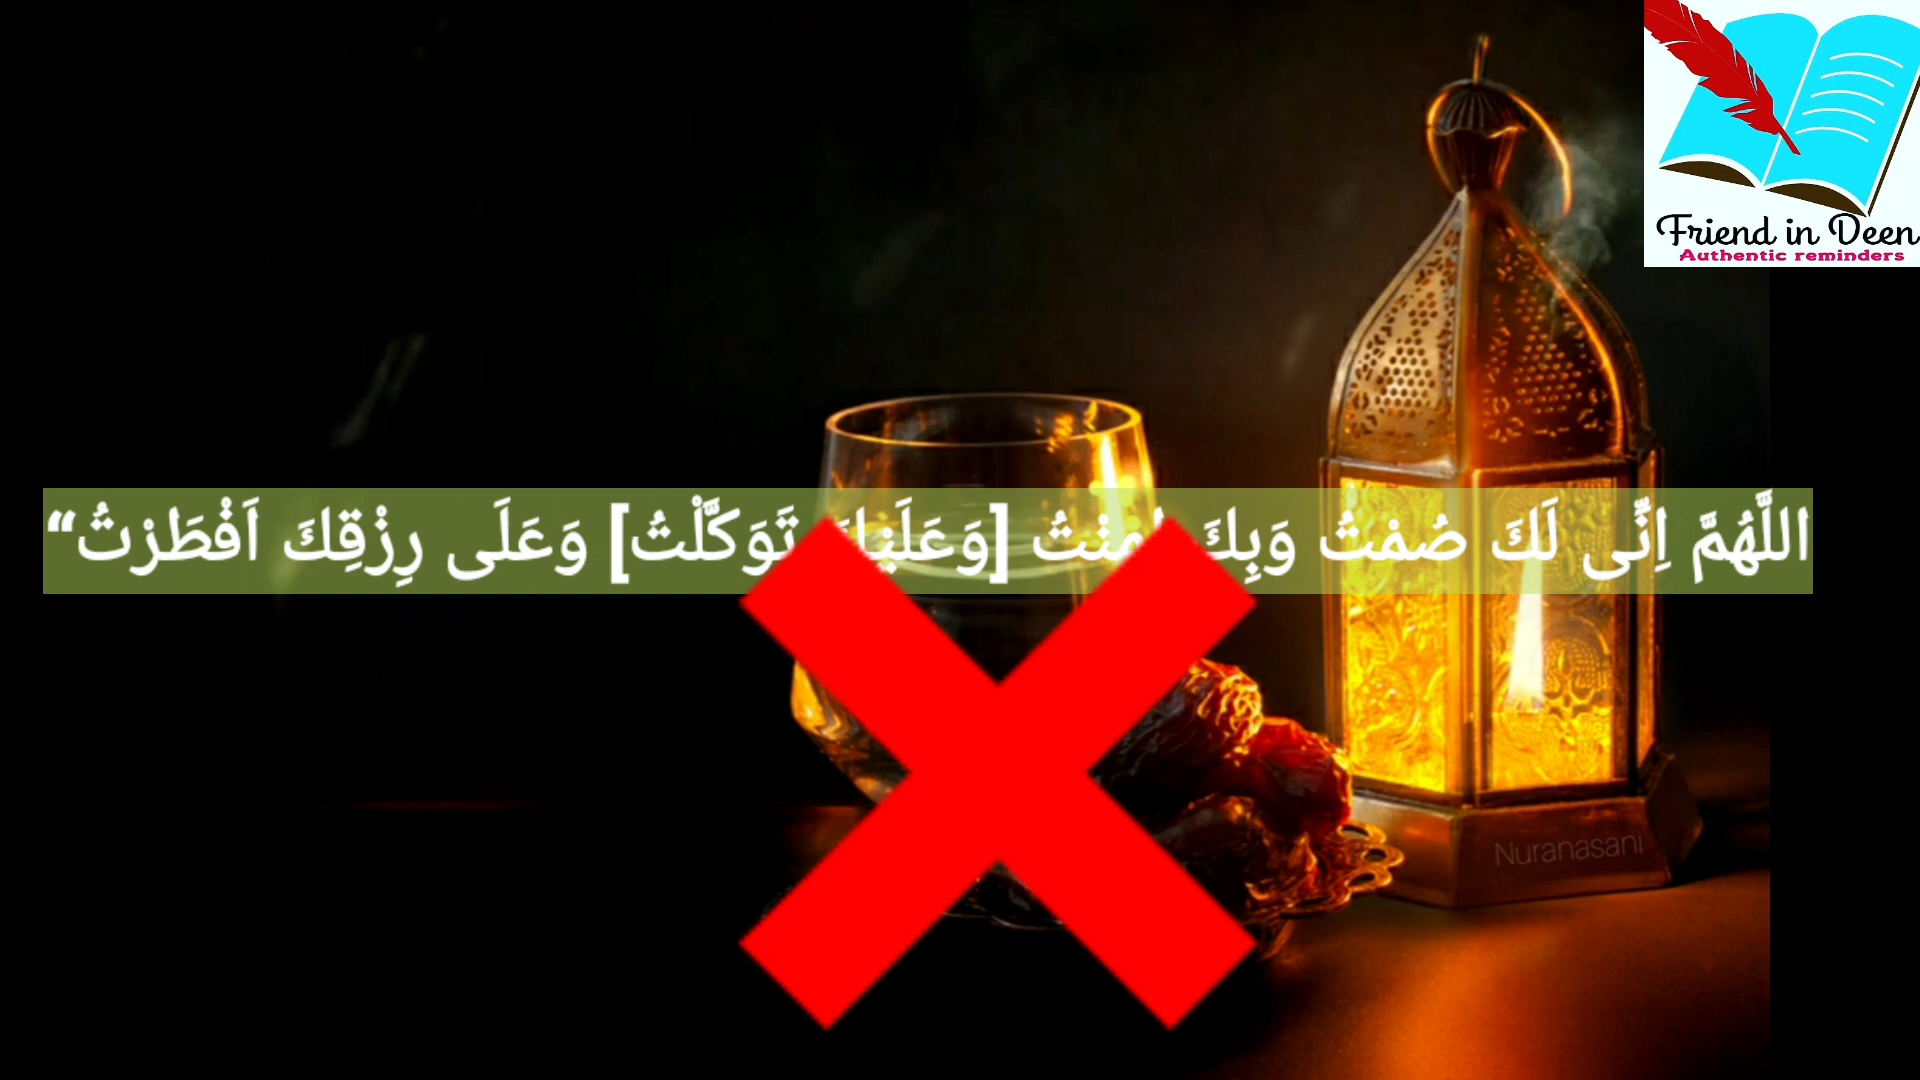 Friend in Deen
Authentic reminders
اللَّهُمَّ اِنِّى لَكَ صُمْتُ وَبِكَ [وَعَلَيْكَ تَوَكَّلْتُ] وَعَلَى رِزْقِكَ اَفْطَرْتُ“
Nuranasani